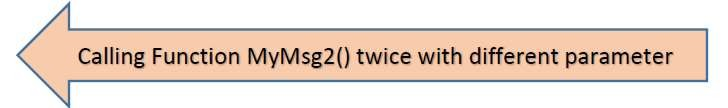 Calling Function MyMsg2() twice with different parameter